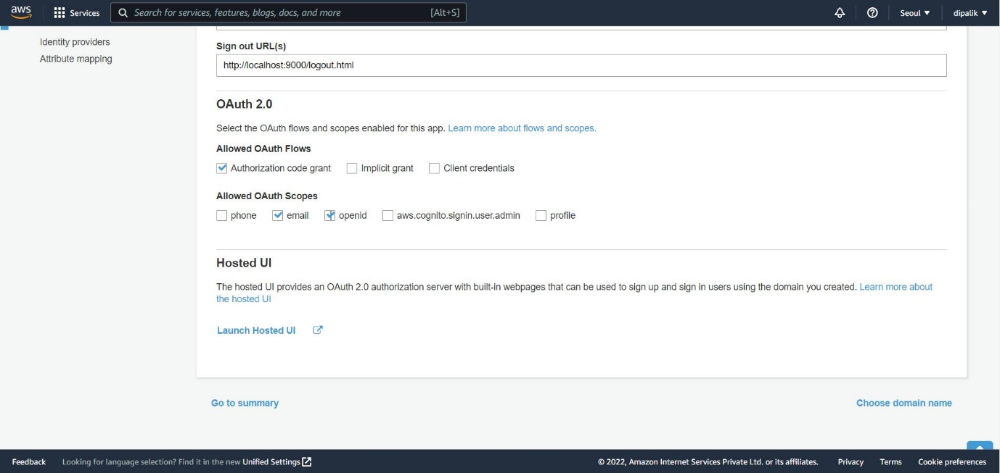 aws
Services
Search for services, features, blogs, docs, and more
[Alt+S]
Seoul ▼
dipalik ▼
Identity providers
Attribute mapping
Sign out URL(s)
http://localhost:9000/logout.html
OAuth 2.0
Select the OAuth flows and scopes enabled for this app. Learn more about flows and scopes.
Allowed OAuth Flows
Authorization code grant
Implicit grant
Client credentials
Allowed OAuth Scopes
phone
email
openid
aws.cognito.signin.user.admin
profile
Hosted UI
The hosted UI provides an OAuth 2.0 authorization server with built-in webpages that can be used to sign up and sign in users using the domain you created. Learn more about
the hosted UI
Launch Hosted UI
Go to summary
Choose domain name
Feedback
Looking for language selection? Find it in the new Unified Settings
© 2022, Amazon Internet Services Private Ltd. or its affiliates.
Privacy
Terms
Cookie preferences